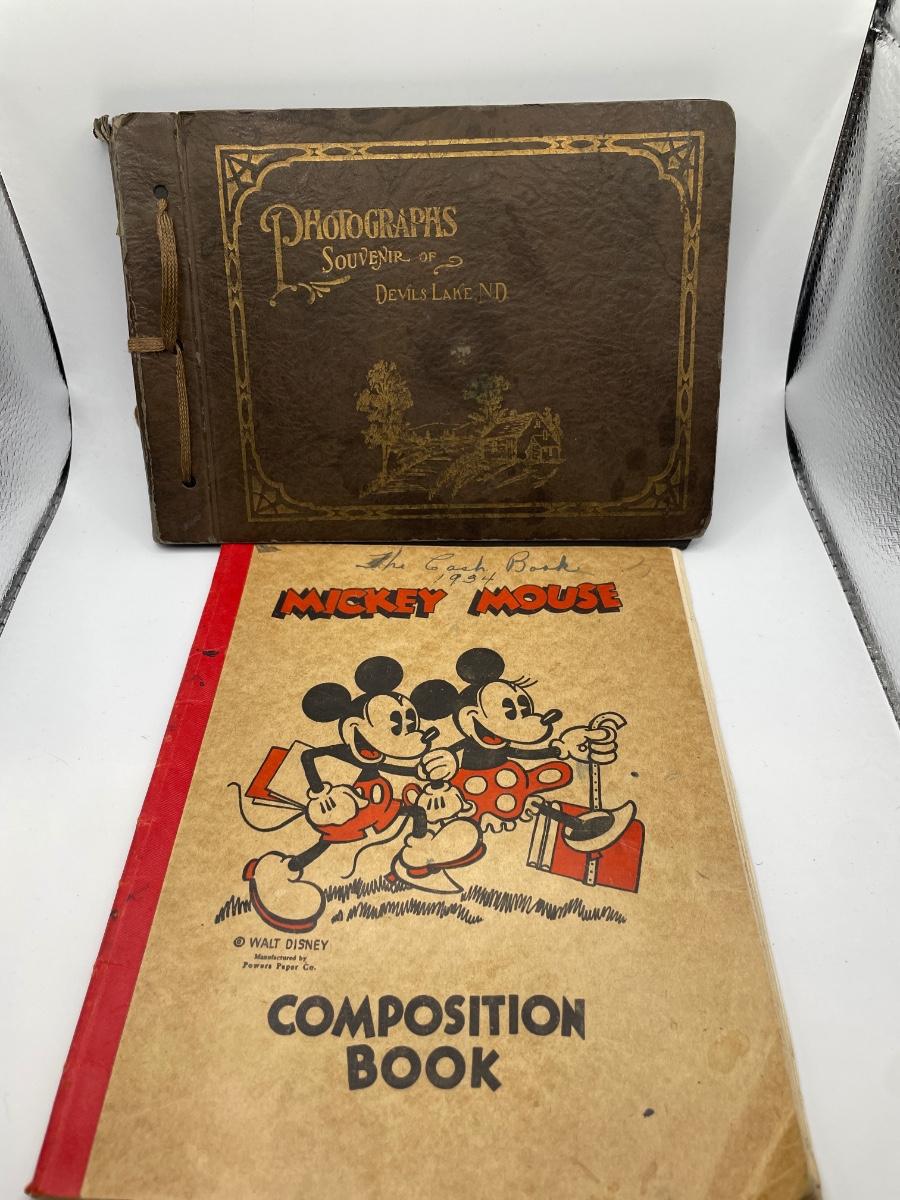 PHOTOGRAPHS
SOUVENIR OF
DEVILS LAKE, N.D.
The Cash Book
1934
MICKEY MOUSE
© WALT DISNEY
Manufactured by
Powers Paper Co.
COMPOSITION
BOOK